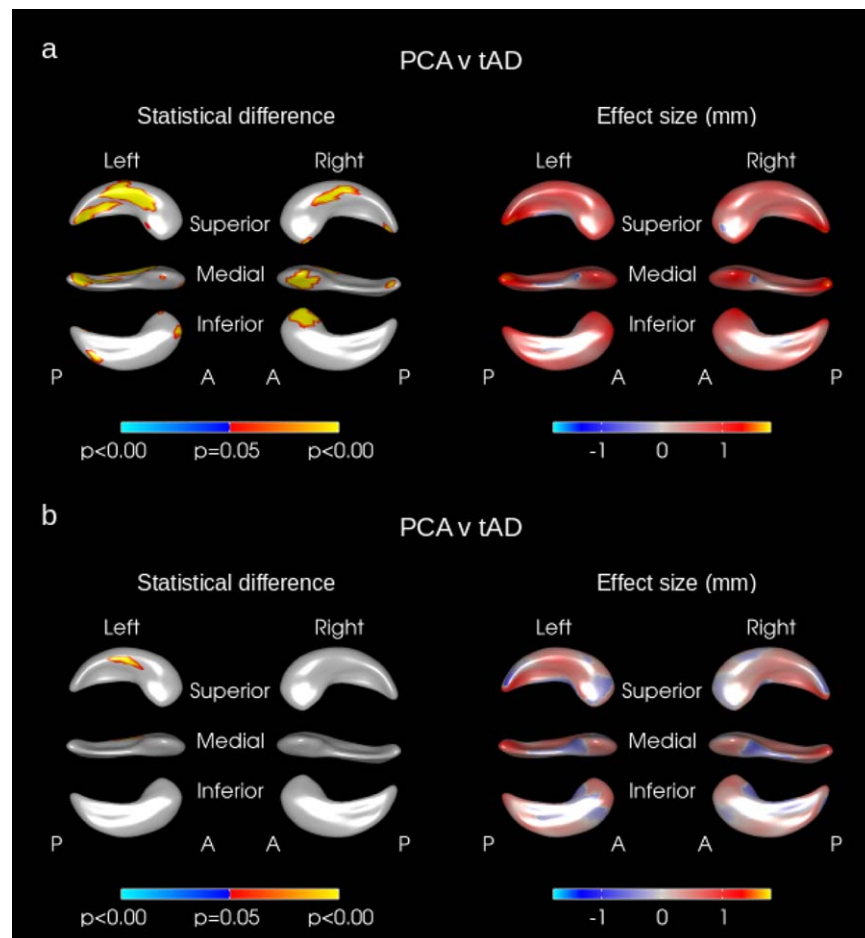 a
PCA v tAD
Statistical difference
Effect size (mm)
Left
Right
Left
Right
Superior
Superior
Medial
Medial
Inferior
Inferior
P
A
A
P
P
A
A
P
p<0.00
p=0.05
p<0.00
-1
0
1
b
PCA v tAD
Statistical difference
Effect size (mm)
Left
Right
Left
Right
Superior
Superior
Medial
Medial
Inferior
Inferior
P
A
A
P
P
A
A
P
p<0.00
p=0.05
p<0.00
-1
0
1